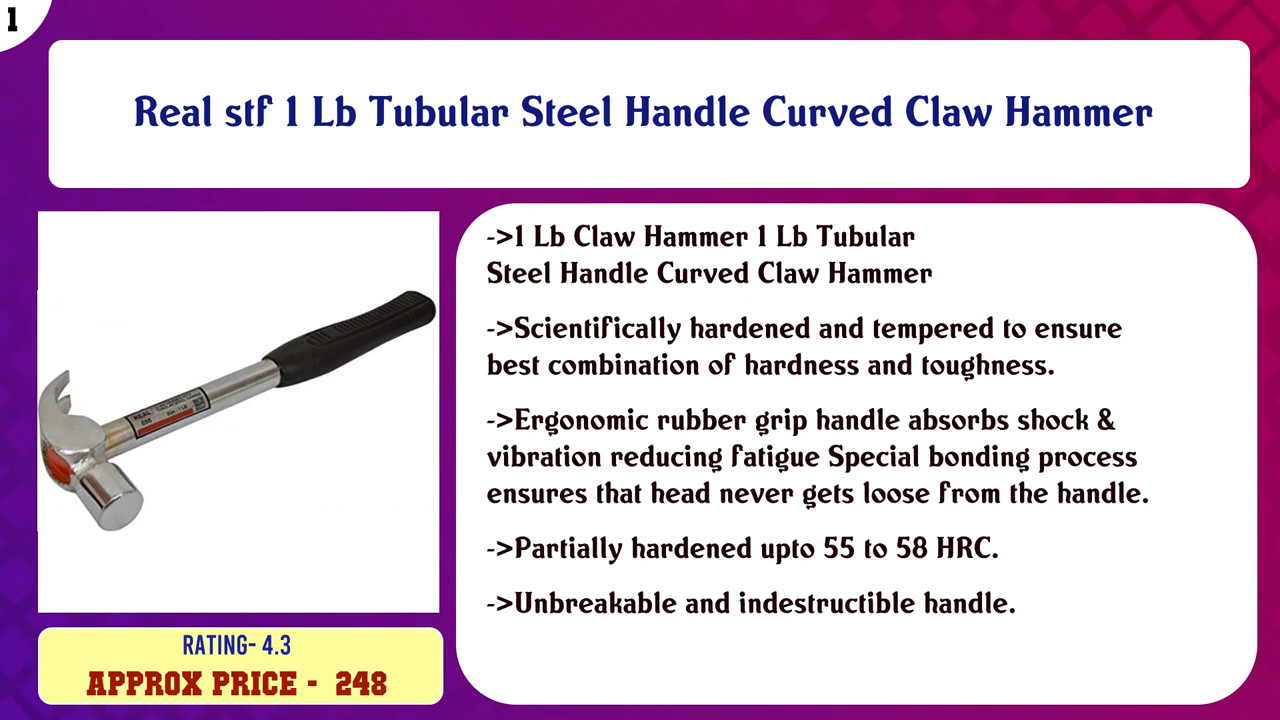 1
Real stf 1 Lb Tubular Steel Handle Curved Claw Hammer
->1 Lb Claw Hammer 1 Lb Tubular
Steel Handle Curved Claw Hammer
->Scientifically hardened and tempered to ensure
best combination of hardness and toughness.
->Ergonomic rubber grip handle absorbs shock &
vibration reducing fatigue Special bonding process
ensures that head never gets loose from the handle.
->Partially hardened upto 55 to 58 HRC.
->Unbreakable and indestructible handle.
REAL
RATING- 4.3
APPROX PRICE - 248